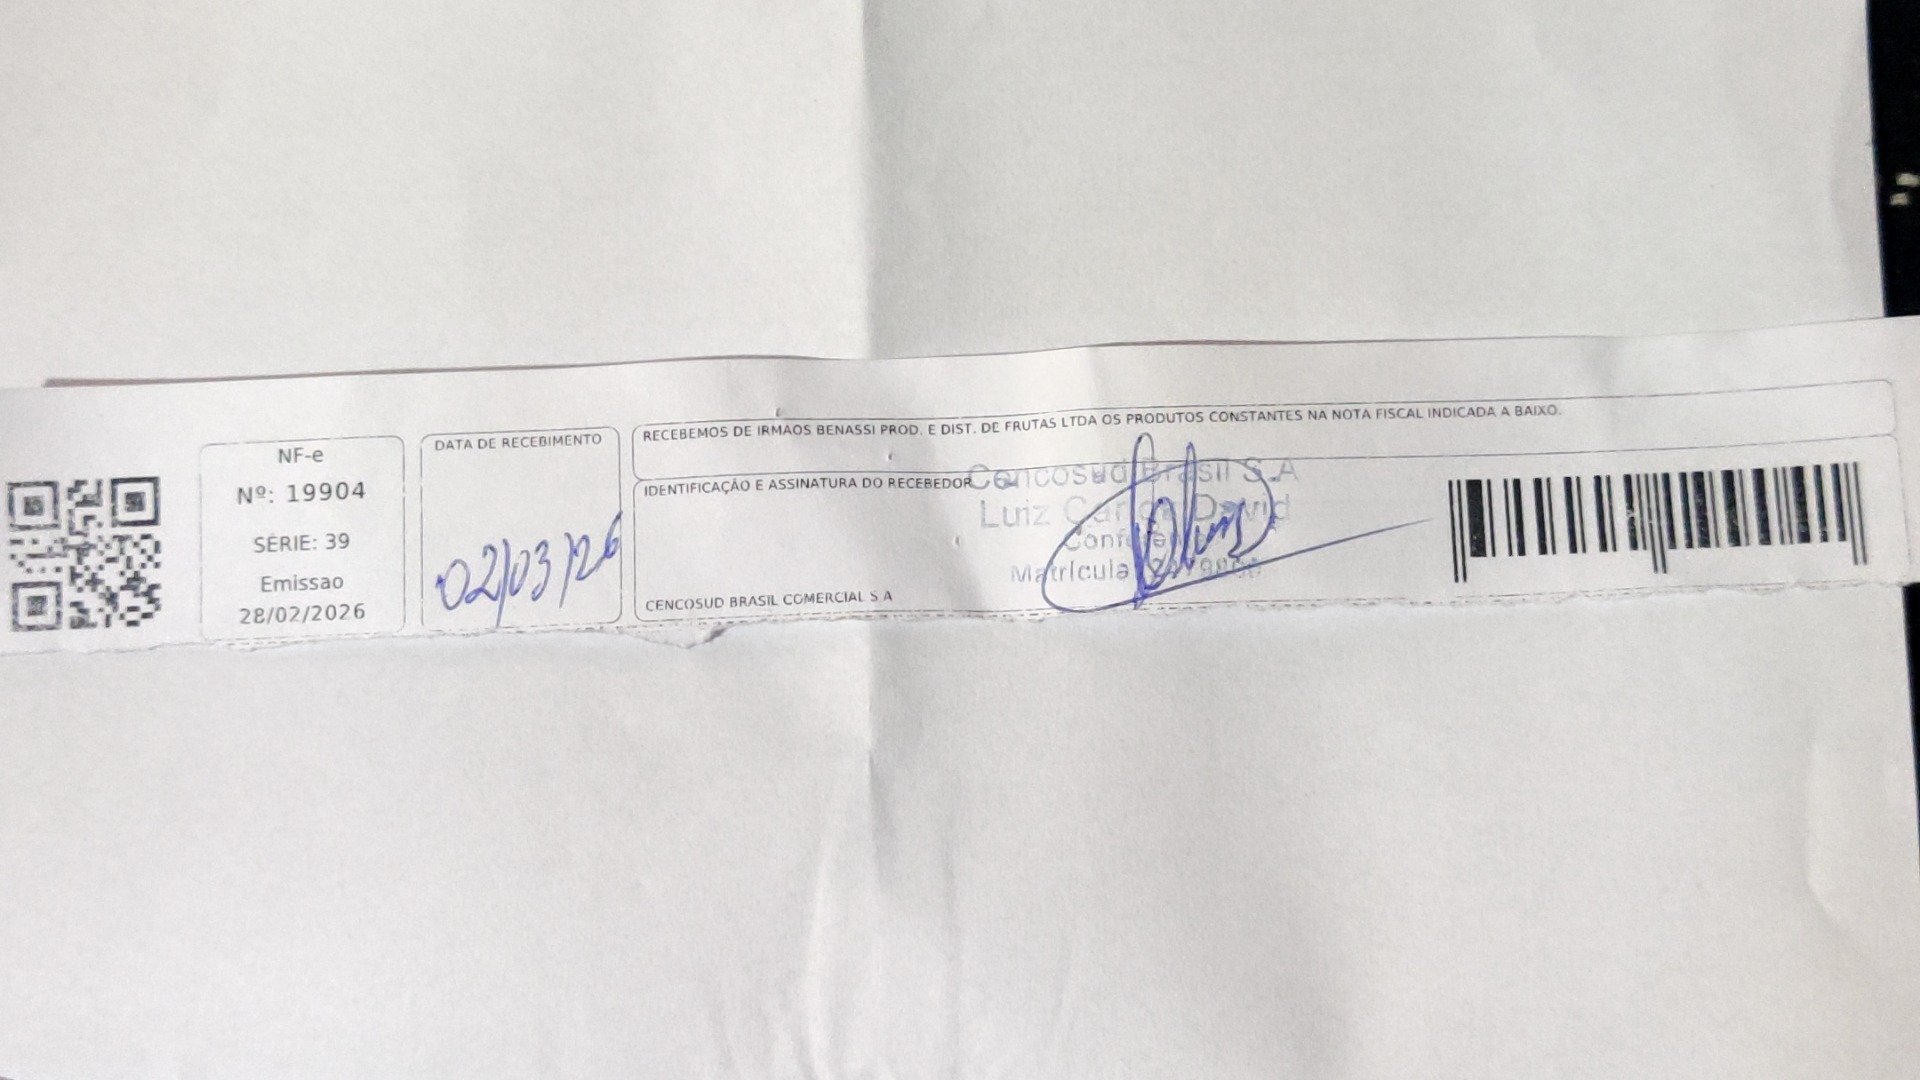 NF-e
Nº: 19904
SÉRIE: 39
Emissao
28/02/2026
DATA DE RECEBIMENTO
02/03/26
RECEBEMOS DE IRMAOS BENASSI PROD. E DIST. DE FRUTAS LTDA OS PRODUTOS CONSTANTES NA NOTA FISCAL INDICADA A BAIXO.
IDENTIFICAÇÃO E ASSINATURA DO RECEBEDOR
Cencosud Brasil S.A
Luiz Carlos David
Matrícula
CENCOSUD BRASIL COMERCIAL S A